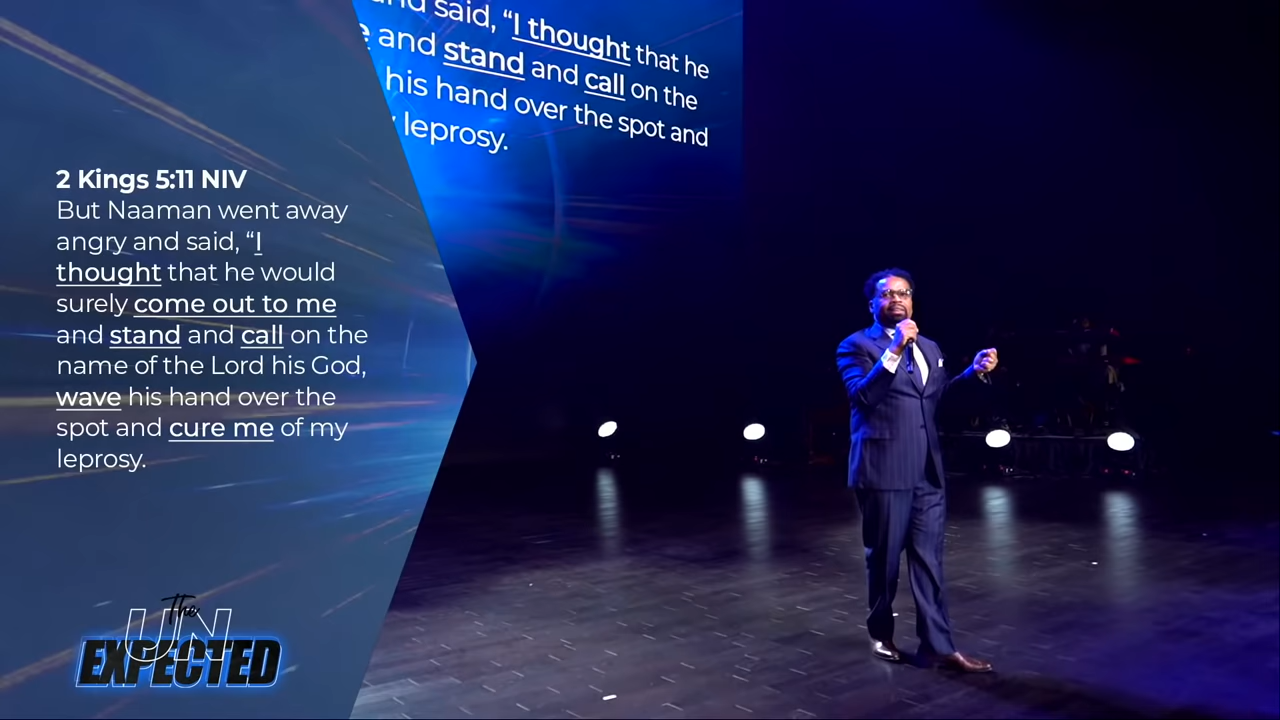 2 Kings 5:11 NIV
But Naaman went away
angry and said, “I
thought that he would
surely come out to me
and stand and call on the
name of the Lord his God,
wave his hand over the
spot and cure me of my
leprosy.
and said, “I thought that he
and stand and call on the
his hand over the spot and
leprosy.
The
UN
EXPECTED